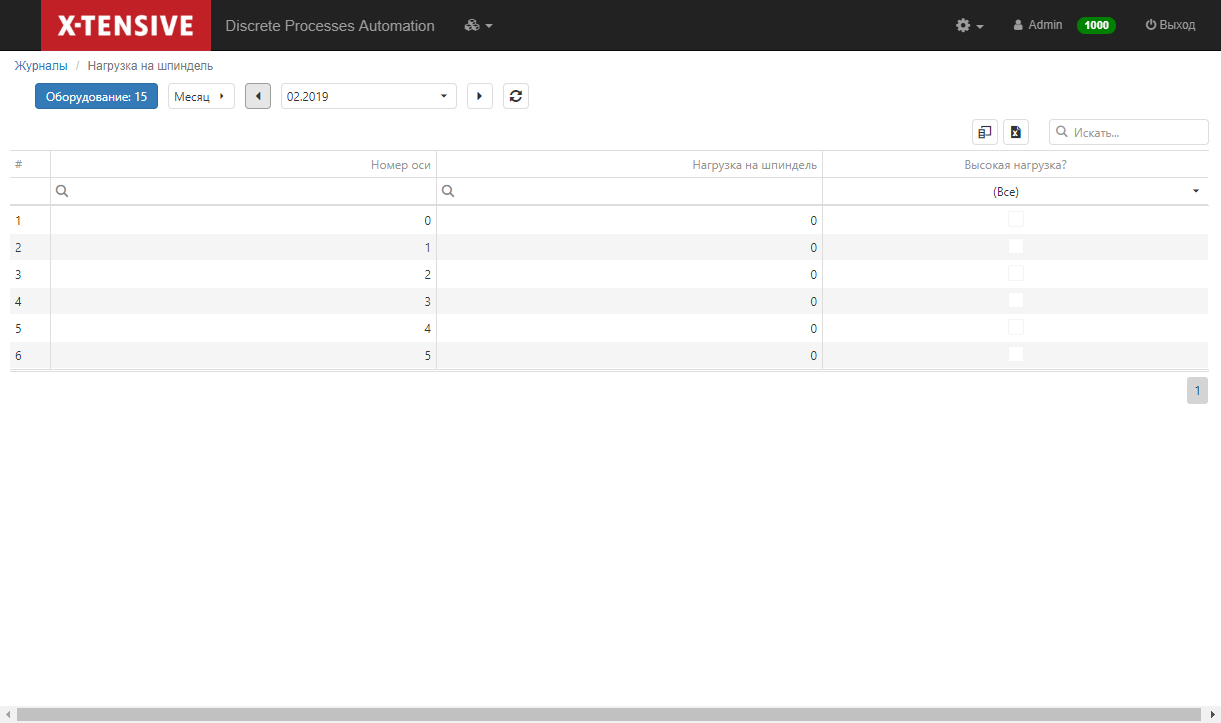 X-TENSIVE Discrete Processes Automation Admin 1000 Выход
Журналы / Нагрузка на шпиндель
Оборудование: 15 Месяц 02.2019
Искать...
# Номер оси Нагрузка на шпиндель Высокая нагрузка?
(Все)
1 0 0
2 1 0
3 2 0
4 3 0
5 4 0
6 5 0
1